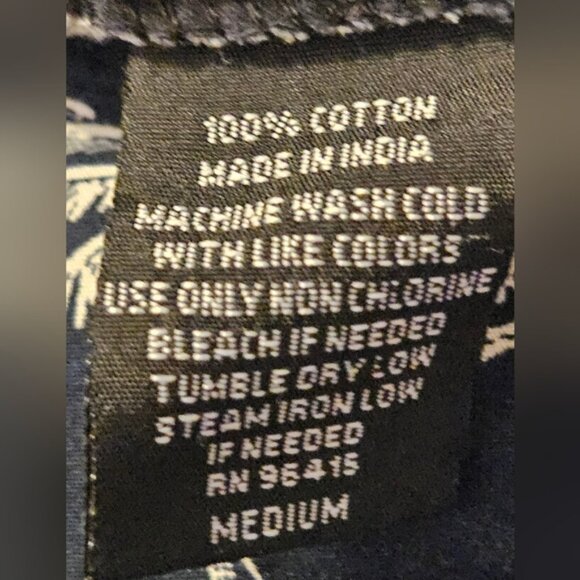 100% COTTON
MADE IN INDIA
MACHINE WASH COLD
WITH LIKE COLORS
USE ONLY NON CHLORINE
BLEACH IF NEEDED
TUMBLE DRY LOW
STEAM IRON LOW
IF NEEDED
RN 96415
MEDIUM